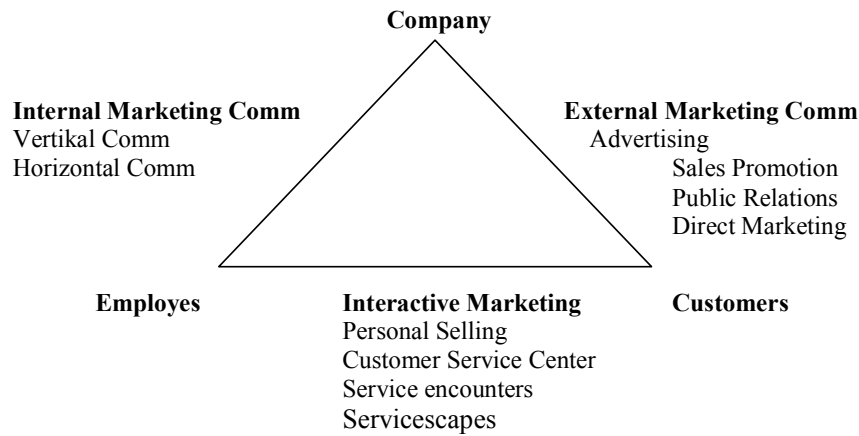 Company
Internal Marketing Comm
Vertikal Comm
Horizontal Comm
External Marketing Comm
Advertising
Sales Promotion
Public Relations
Direct Marketing
Employes
Interactive Marketing
Personal Selling
Customer Service Center
Service encounters
Servicescapes
Customers